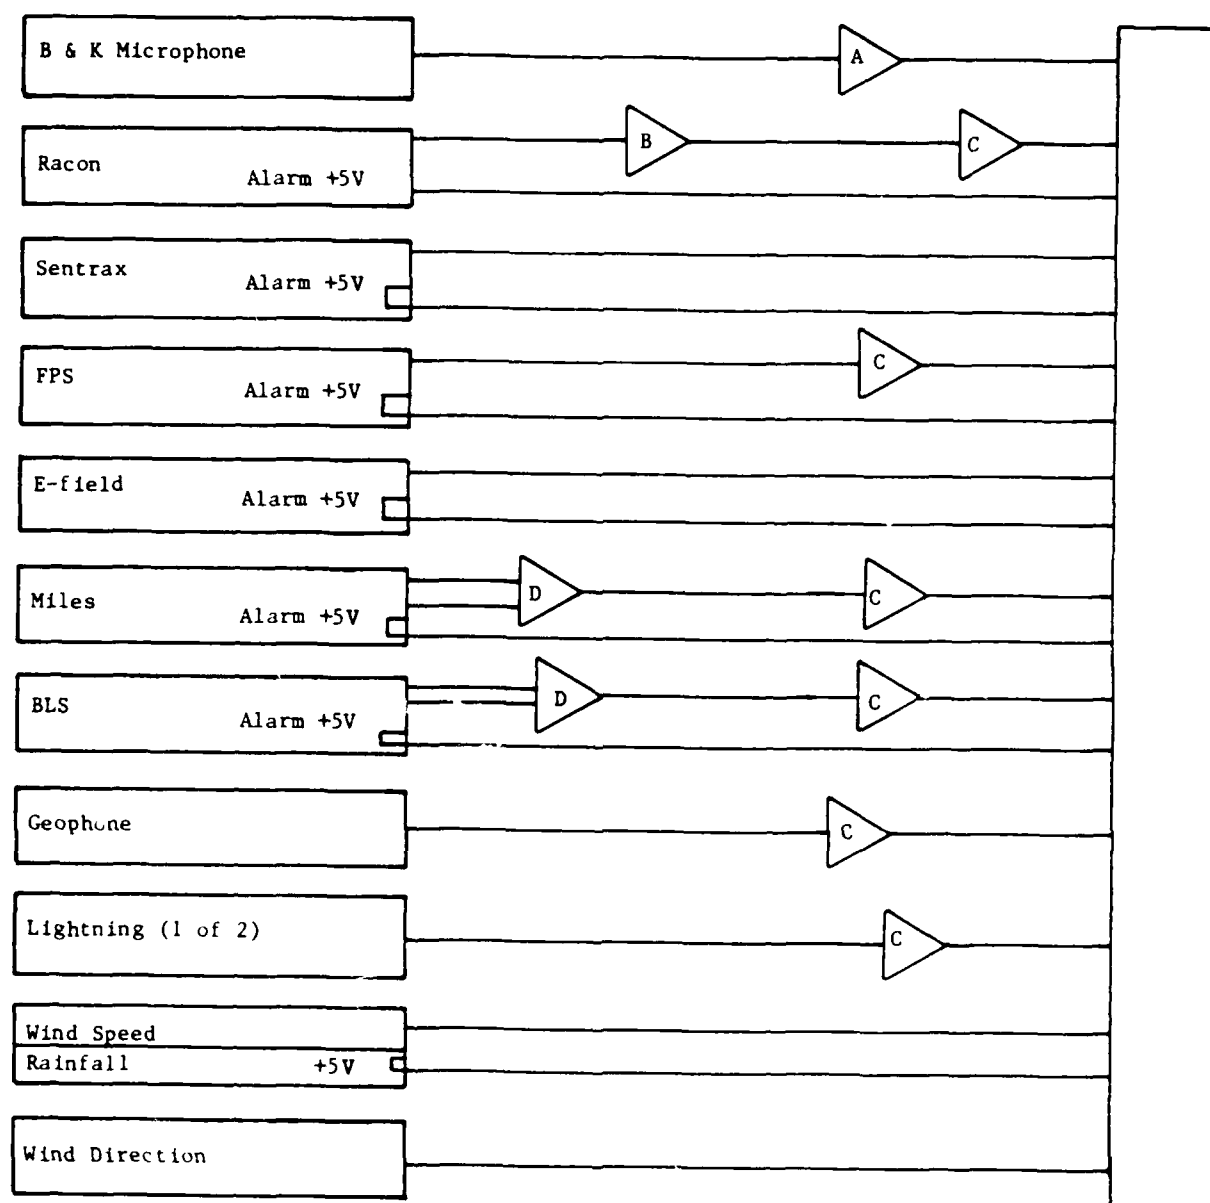 B & K Microphone
A
B
C
Racon
Alarm +5V
Sentrax
Alarm +5V
C
FPS
Alarm +5V
E-field
Alarm +5V
D
C
Miles
Alarm +5V
D
C
BLS
Alarm +5V
Geophone
C
Lightning (1 of 2)
C
Wind Speed
Rainfall +5V
Wind Direction